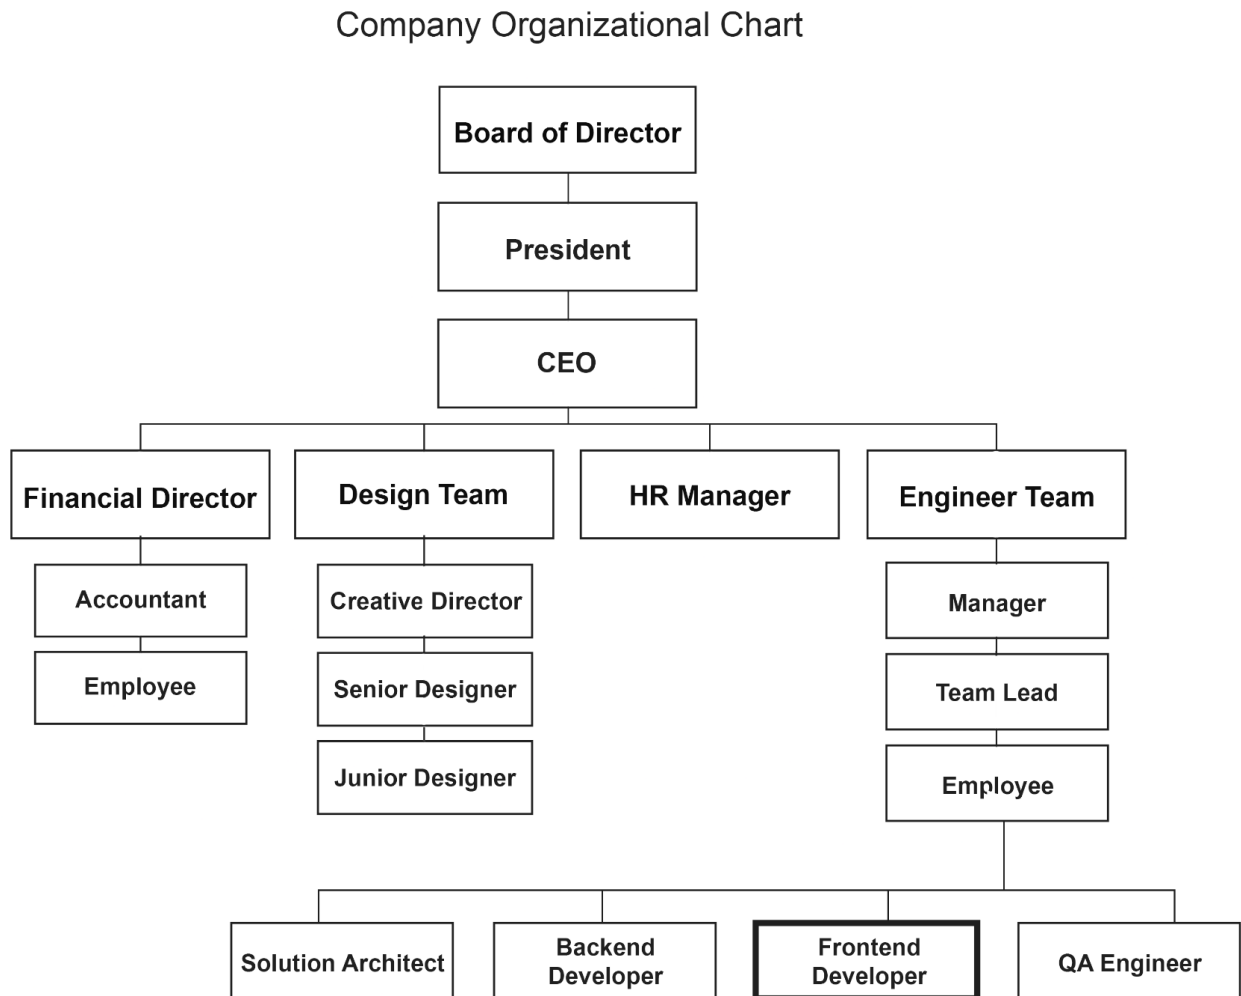 Company Organizational Chart
Board of Director
President
CEO
Financial Director
Design Team
HR Manager
Engineer Team
Accountant
Creative Director
Manager
Employee
Senior Designer
Team Lead
Junior Designer
Employee
Solution Architect
Backend
Developer
Frontend
Developer
QA Engineer